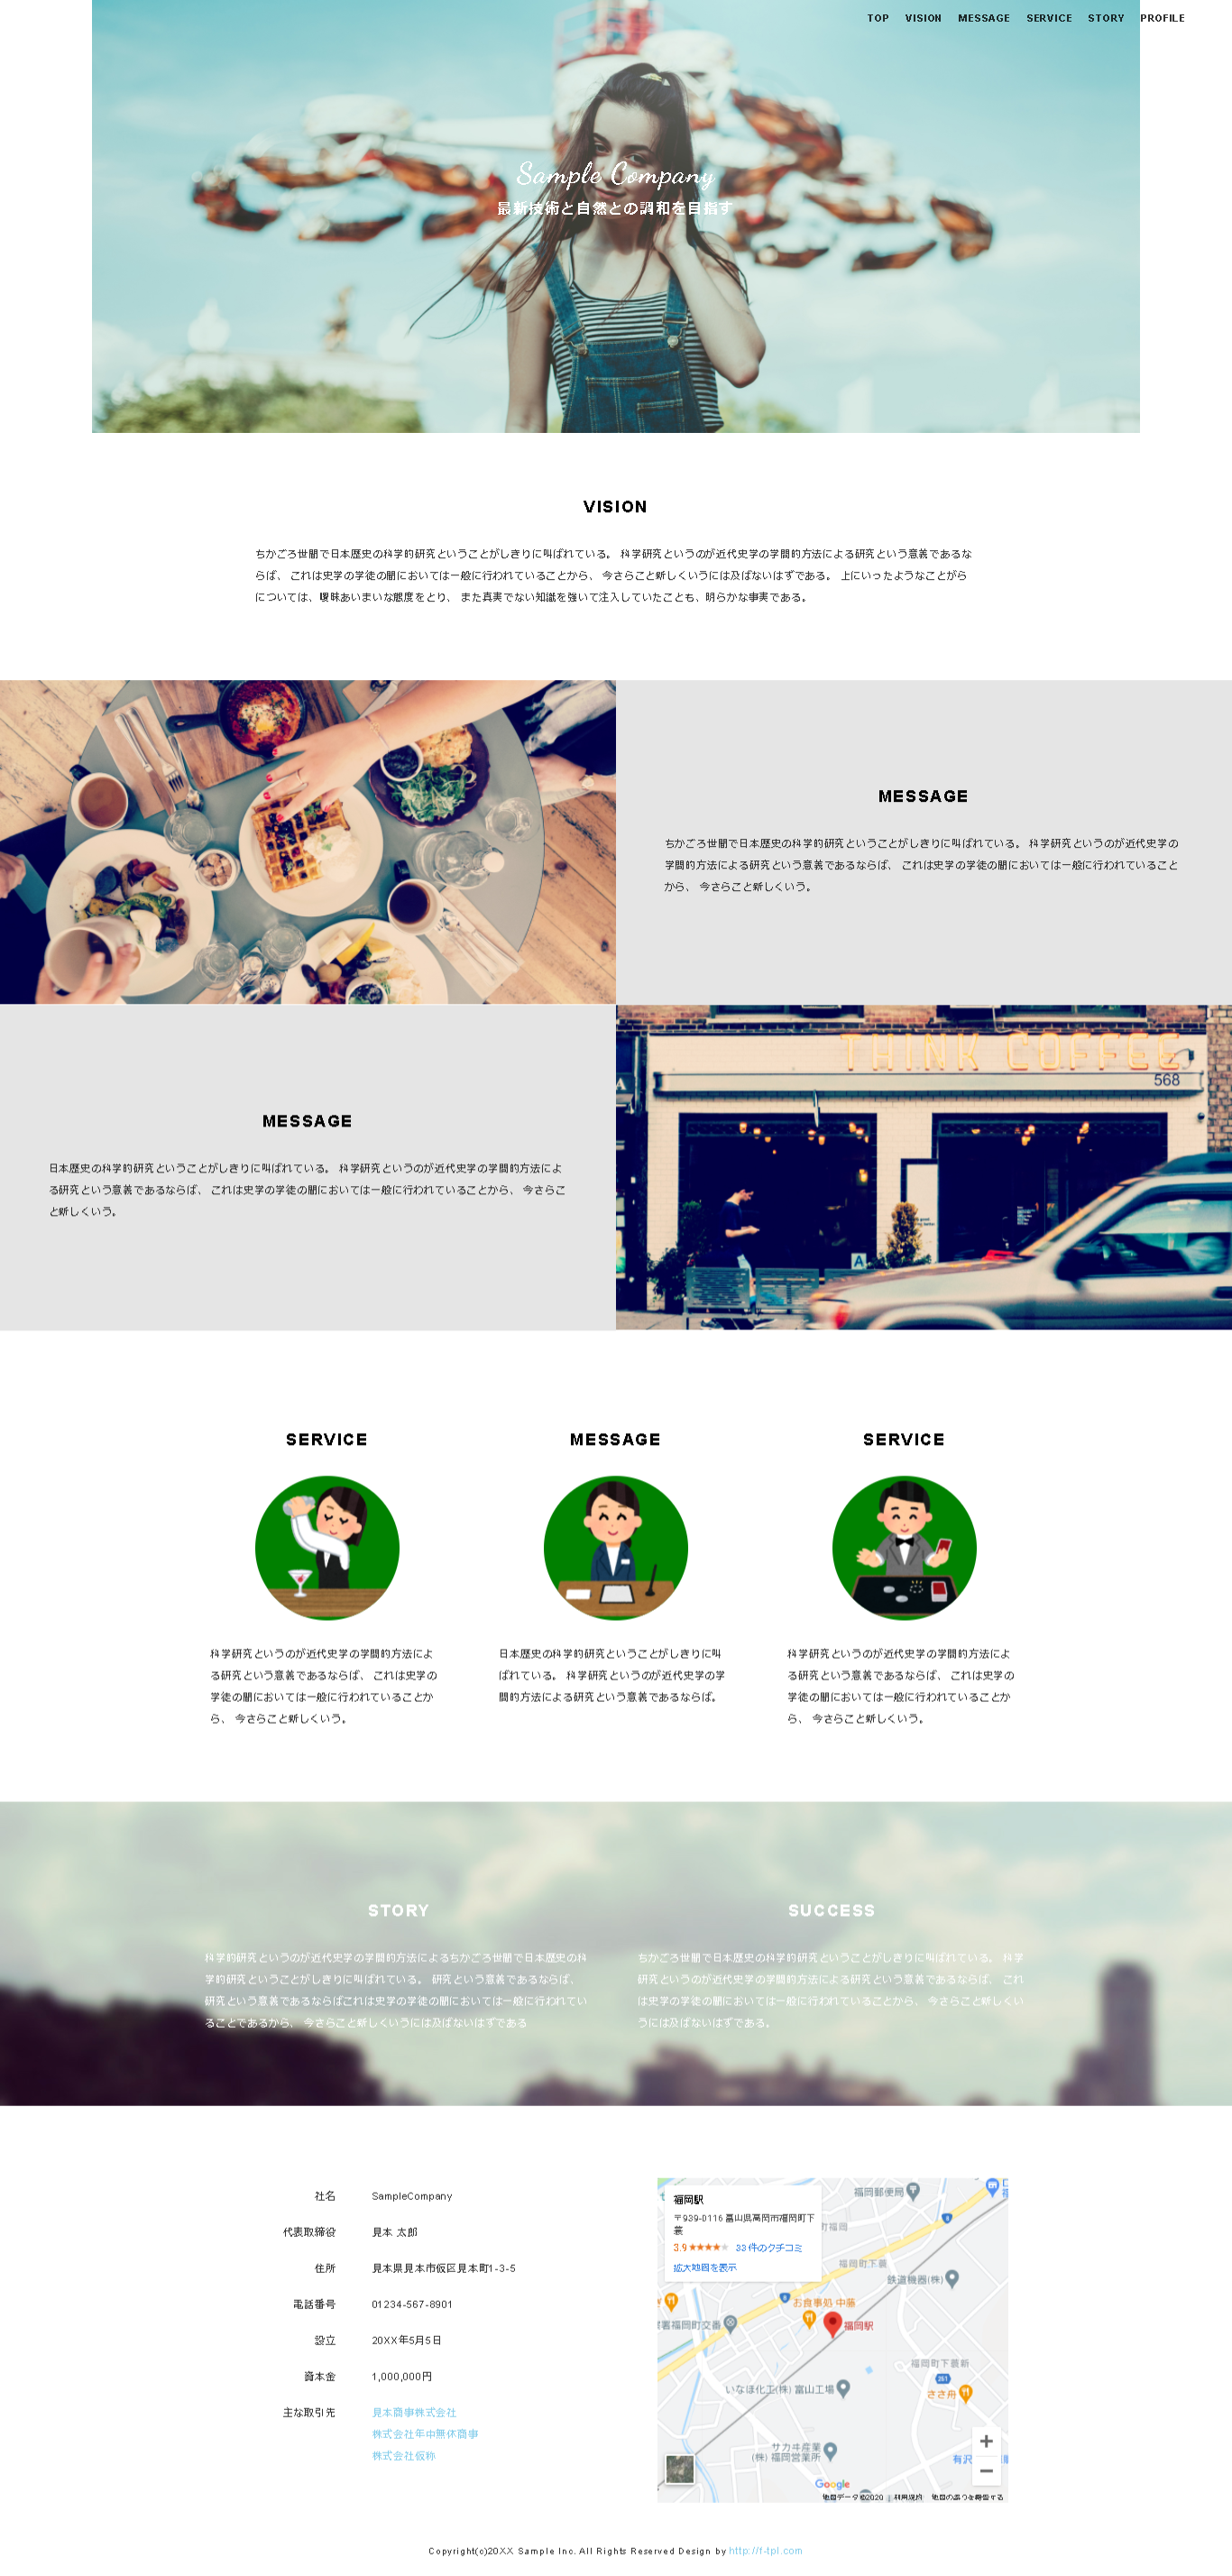 TOP VISION MESSAGE SERVICE STORY PROFILE
Sample Company
最新技術と自然との調和を目指す
VISION
ちかごろ世間で日本歴史の科学的研究ということがしきりに叫ばれている。 科学研究というのが近代史学の学問的方法による研究という意義であるな
らば、 これは史学の学徒の間においては一般に行われていることから、 今さらこと新しくいうには及ばないはずである。 上にいったようなことがら
については、曖昧あいまいな態度をとり、 また真実でない知識を強いて注入していたことも、明らかな事実である。
MESSAGE
ちかごろ世間で日本歴史の科学的研究ということがしきりに叫ばれている。 科学研究というのが近代史学の
学問的方法による研究という意義であるならば、 これは史学の学徒の間においては一般に行われていること
から、 今さらこと新しくいう。
THINK COFFEE
568
A
MESSAGE
日本歴史の科学的研究ということがしきりに叫ばれている。 科学研究というのが近代史学の学問的方法によ
る研究という意義であるならば、 これは史学の学徒の間においては一般に行われていることから、 今さらこ
と新しくいう。
A
SERVICE
科学研究というのが近代史学の学問的方法によ
る研究という意義であるならば、 これは史学の
学徒の間においては一般に行われていることか
ら、 今さらこと新しくいう。
MESSAGE
日本歴史の科学的研究ということがしきりに叫
ばれている。 科学研究というのが近代史学の学
問的方法による研究という意義であるならば。
SERVICE
科学研究というのが近代史学の学問的方法によ
る研究という意義であるならば、 これは史学の
学徒の間においては一般に行われていることか
ら、 今さらこと新しくいう。
STORY
科学的研究というのが近代史学の学問的方法によるちかごろ世間で日本歴史の科
学的研究ということがしきりに叫ばれている。 研究という意義であるならば、
研究という意義であるならばこれは史学の学徒の間においては一般に行われてい
ることであるから、 今さらこと新しくいうには及ばないはずである
SUCCESS
ちかごろ世間で日本歴史の科学的研究ということがしきりに叫ばれている。 科学
研究というのが近代史学の学問的方法による研究という意義であるならば、 これ
は史学の学徒の間においては一般に行われていることから、 今さらこと新しくい
うには及ばないはずである。
社名 SampleCompany
代表取締役 見本 太郎
住所 見本県見本市仮区見本町1-3-5
電話番号 01234-567-8901
設立 20XX年5月5日
資本金 1,000,000円
主な取引先 見本商事株式会社
株式会社年中無休商事
株式会社仮称
福岡駅
〒939-0116 富山県高岡市福岡町下
蓑
3.9 ★★★★★ 33 件のクチコミ
拡大地図を表示
福岡郵便局
町福岡
福岡町下蓑
鉄道機器(株)
お食事処 中藤
署福岡町交番
福岡駅
福岡町下蓑新
いなほ化工(株) 富山工場
ささ舟
サカヰ産業
(株) 福岡営業所
Google
地図データ ©2020 利用規約 地図の誤りを報告する
Copyright(c)20XX Sample Inc. All Rights Reserved Design by http://f-tpl.com